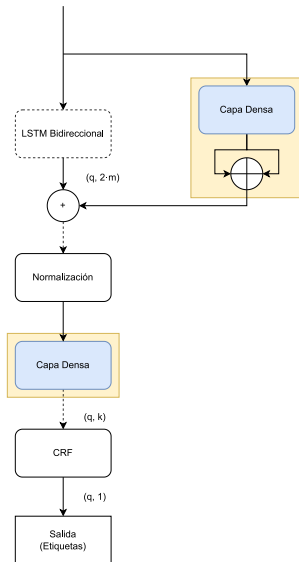 Capa Densa
LSTM Bidireccional
(q, 2·m)
+
Normalización
Capa Densa
(q, k)
CRF
(q, 1)
Salida
(Etiquetas)